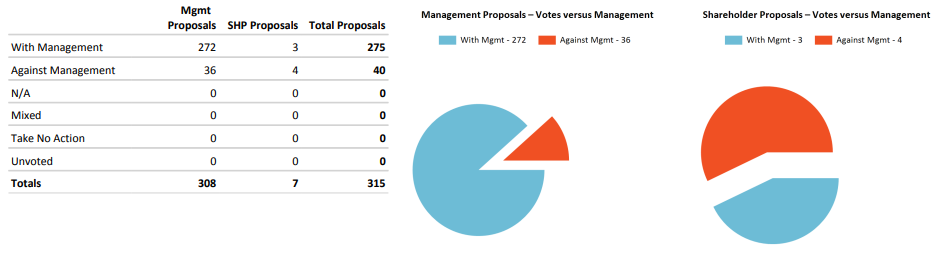 Mgmt
Proposals SHP Proposals Total Proposals
With Management 272 3 275
Against Management 36 4 40
N/A 0 0 0
Mixed 0 0 0
Take No Action 0 0 0
Unvoted 0 0 0
Totals 308 7 315
Management Proposals – Votes versus Management
With Mgmt - 272 Against Mgmt - 36
Shareholder Proposals – Votes versus Management
With Mgmt - 3 Against Mgmt - 4